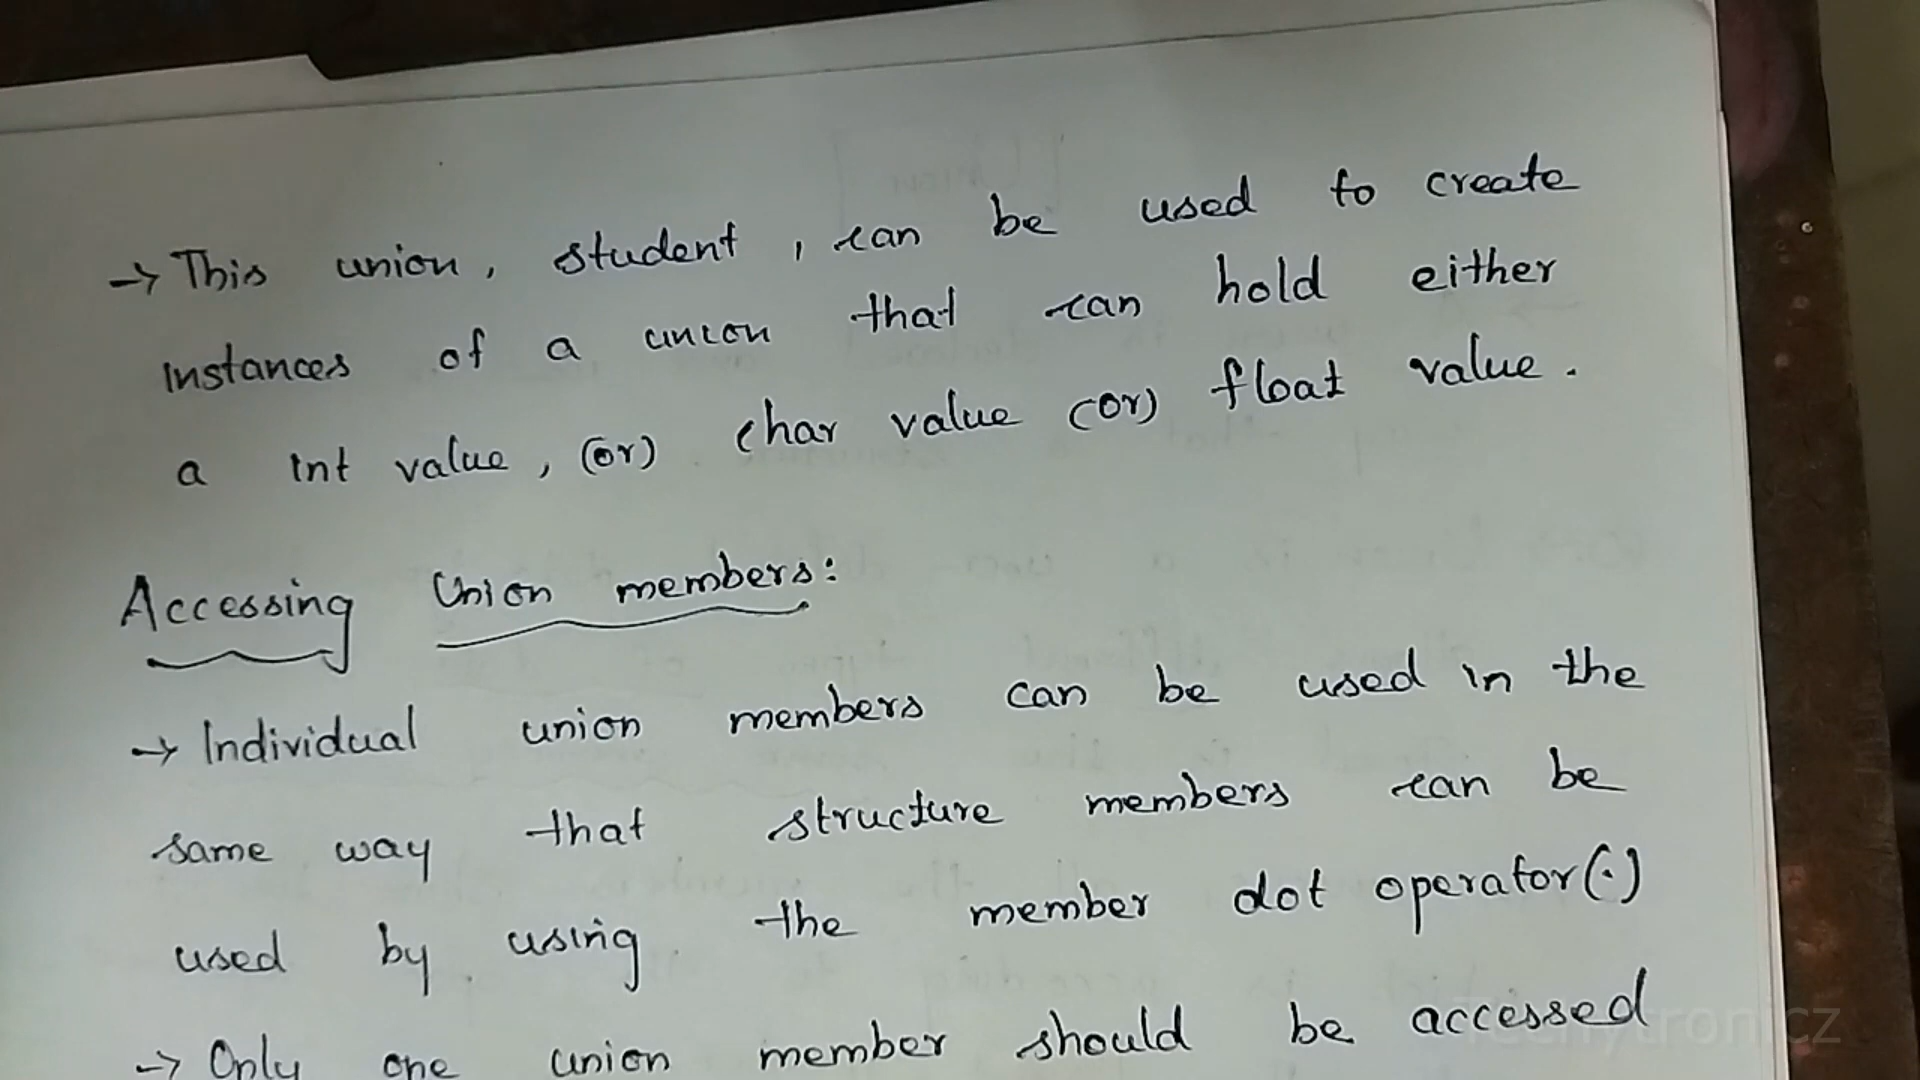 → This union, student, can be used to create
instances of a union that can hold either
a int value, (or) char value (or) float value.
Accessing Union members:
→ Individual union members can be used in the
same way that structure members can be
used by using the member dot operator(.)
→ Only one union member should be accessed
Techytronicz